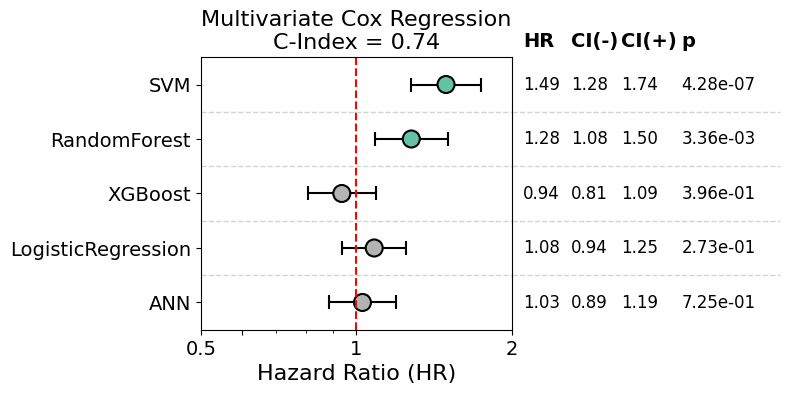 Multivariate Cox Regression
C-Index = 0.74
HR CI(-) CI(+) p
SVM 1.49 1.28 1.74 4.28e-07
RandomForest 1.28 1.08 1.50 3.36e-03
XGBoost 0.94 0.81 1.09 3.96e-01
LogisticRegression 1.08 0.94 1.25 2.73e-01
ANN 1.03 0.89 1.19 7.25e-01
0.5 1 2
Hazard Ratio (HR)